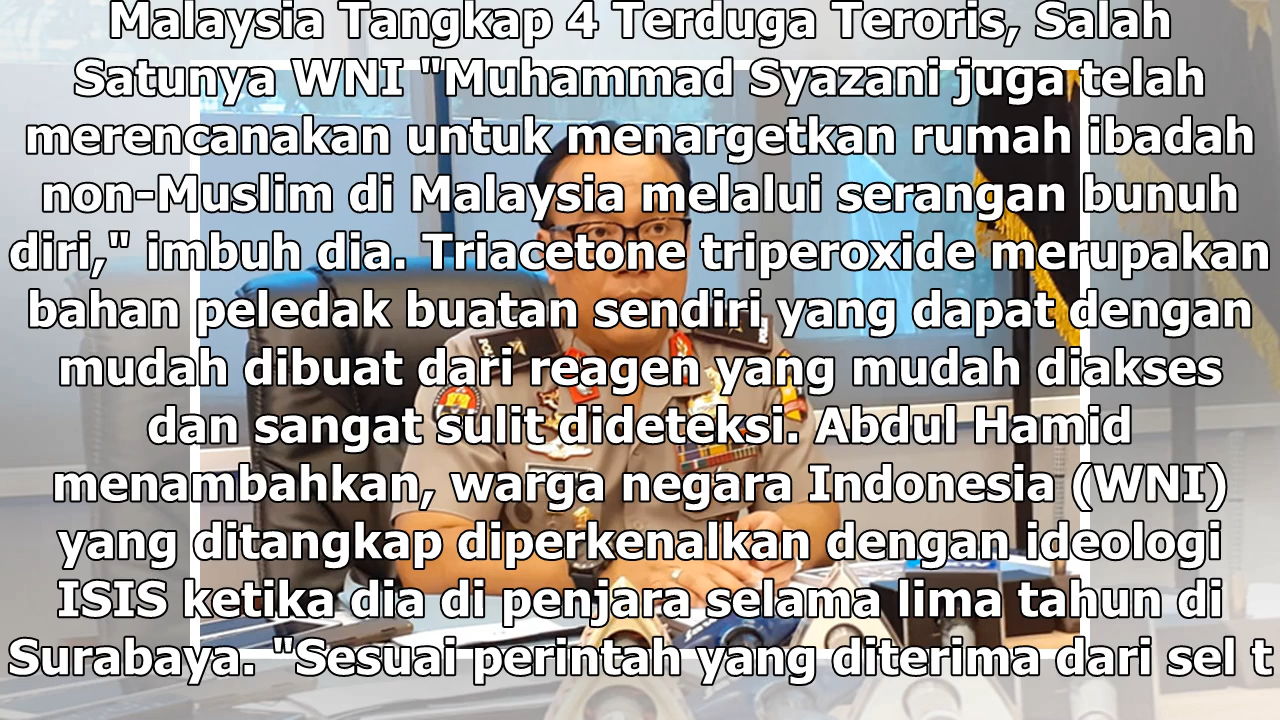 Malaysia Tangkap 4 Terduga Teroris, Salah
Satunya WNI "Muhammad Syazani juga telah
merencanakan untuk menargetkan rumah ibadah
non-Muslim di Malaysia melalui serangan bunuh
diri," imbuh dia. Triacetone triperoxide merupakan
bahan peledak buatan sendiri yang dapat dengan
mudah dibuat dari reagen yang mudah diakses
dan sangat sulit dideteksi. Abdul Hamid
menambahkan, warga negara Indonesia (WNI)
yang ditangkap diperkenalkan dengan ideologi
ISIS ketika dia di penjara selama lima tahun di
Surabaya. "Sesuai perintah yang diterima dari sel t